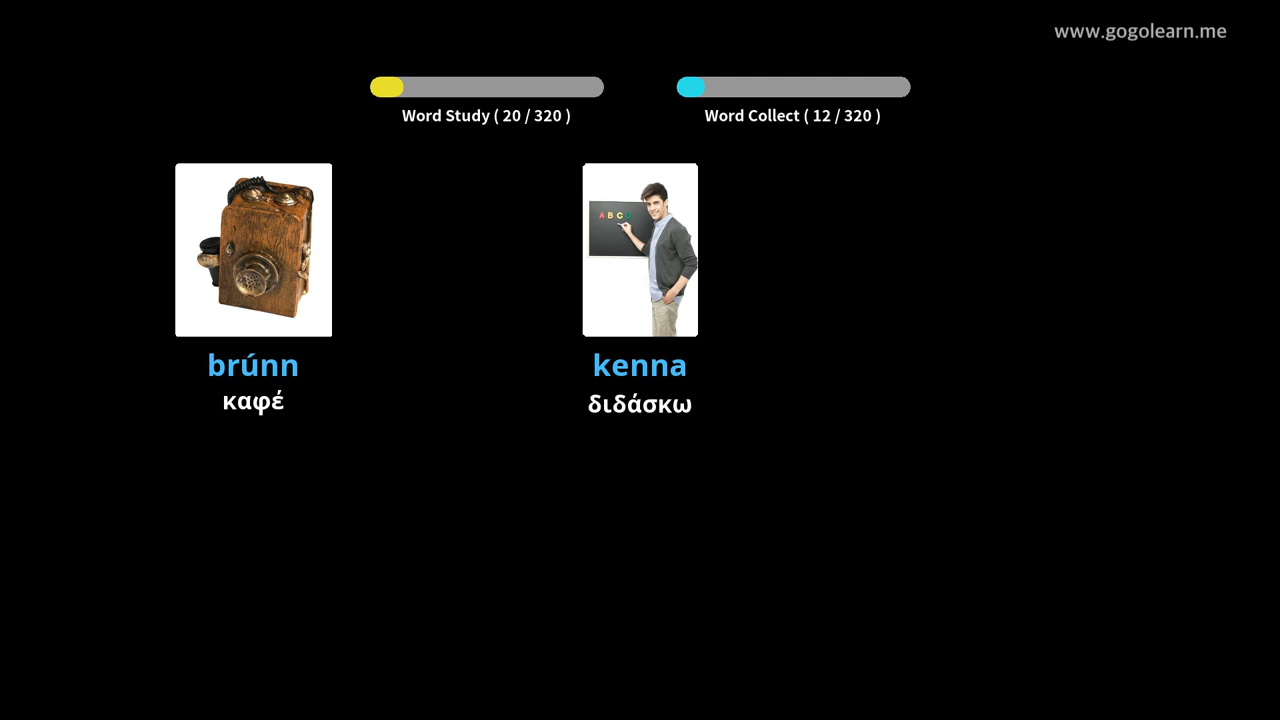 www.gogolearn.me
Word Study ( 20 / 320 )
Word Collect ( 12 / 320 )
A B C D
brúnn
καφέ
kenna
διδάσκω